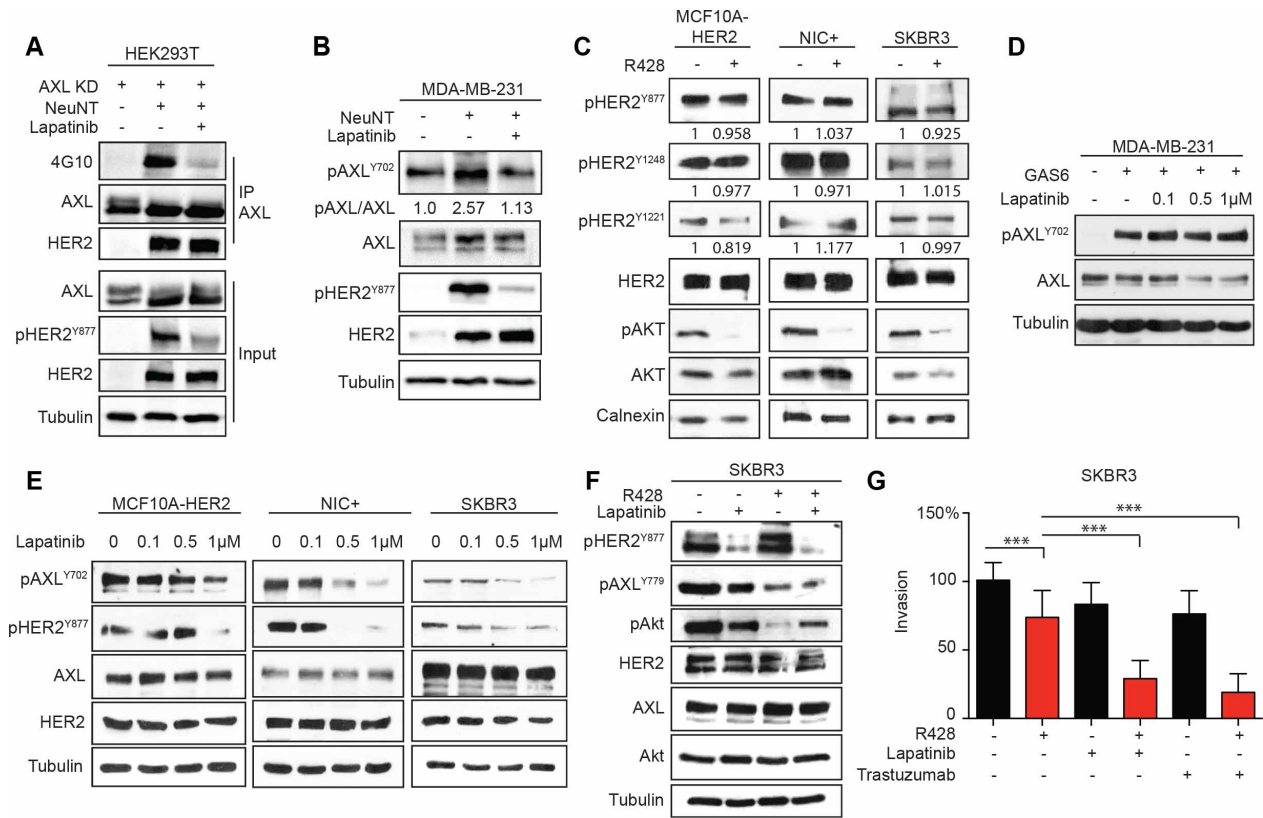 A
HEK293T
AXL KD + + +
NeuNT - + +
Lapatinib - - +
4G10
AXL
HER2
IP
AXL
AXL
pHER2Y877
HER2
Tubulin
Input
B
MDA-MB-231
NeuNT - + +
Lapatinib - - +
pAXLY702
pAXL/AXL 1.0 2.57 1.13
AXL
pHER2Y877
HER2
Tubulin
C
MCF10A-
HER2 NIC+ SKBR3
R428 - + - + - +
pHER2Y877
1 0.958 1 1.037 1 0.925
pHER2Y1248
1 0.977 1 0.971 1 1.015
pHER2Y1221
1 0.819 1 1.177 1 0.997
HER2
pAKT
AKT
Calnexin
D
MDA-MB-231
GAS6 - + + + +
Lapatinib - - 0.1 0.5 1µM
pAXLY702
AXL
Tubulin
E
MCF10A-HER2 NIC+ SKBR3
Lapatinib 0 0.1 0.5 1µM 0 0.1 0.5 1µM 0 0.1 0.5 1µM
pAXLY702
pHER2Y877
AXL
HER2
Tubulin
F
SKBR3
R428 - - + +
Lapatinib - + - +
pHER2Y877
pAXLY779
pAkt
HER2
AXL
Akt
Tubulin
G
SKBR3
150%
100
50
0
Invasion
***
***
***
R428 - + - + - +
Lapatinib - - + + - -
Trastuzumab - - - - + +